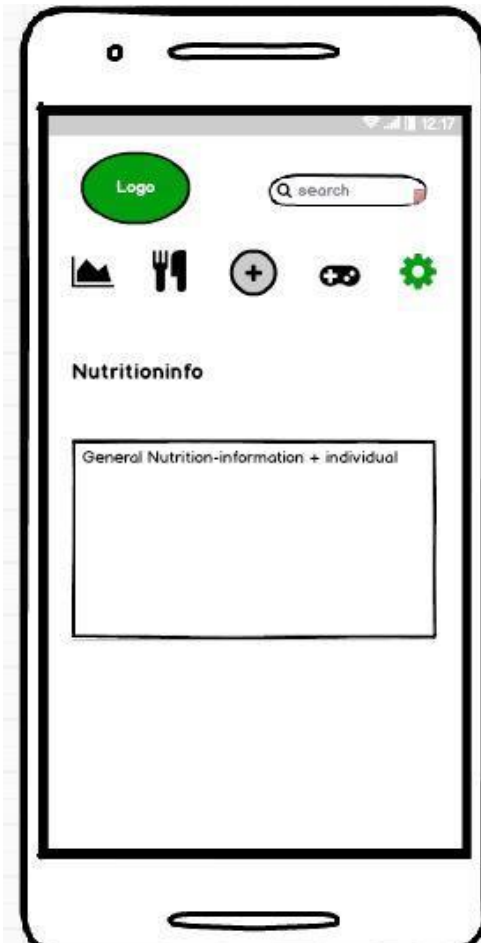 12:17
Logo
search
Nutritioninfo
General Nutrition-information + individual